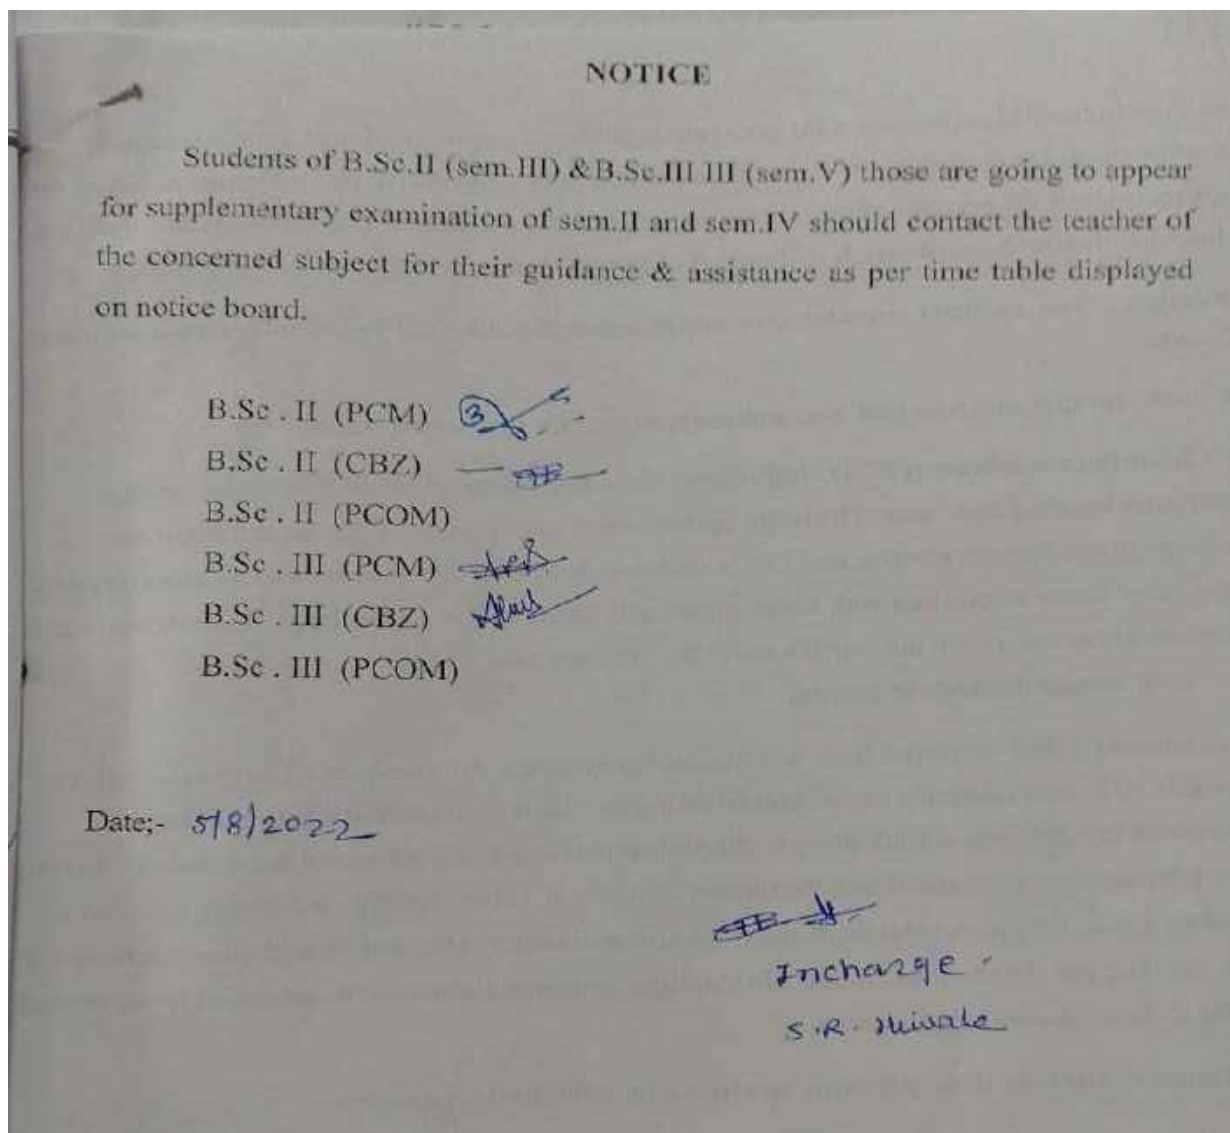 NOTICE
Students of B.Sc.II (sem.III) &B.Sc.III III (sem.V) those are going to appear
for supplementary examination of sem.II and sem.IV should contact the teacher of
the concerned subject for their guidance & assistance as per time table displayed
on notice board.
B.Sc . II (PCM)
B.Sc . II (CBZ)
B.Sc . II (PCOM)
B.Sc . III (PCM)
B.Sc . III (CBZ)
B.Sc . III (PCOM)
Date;- 5/8/2022
Incharge
S.R.